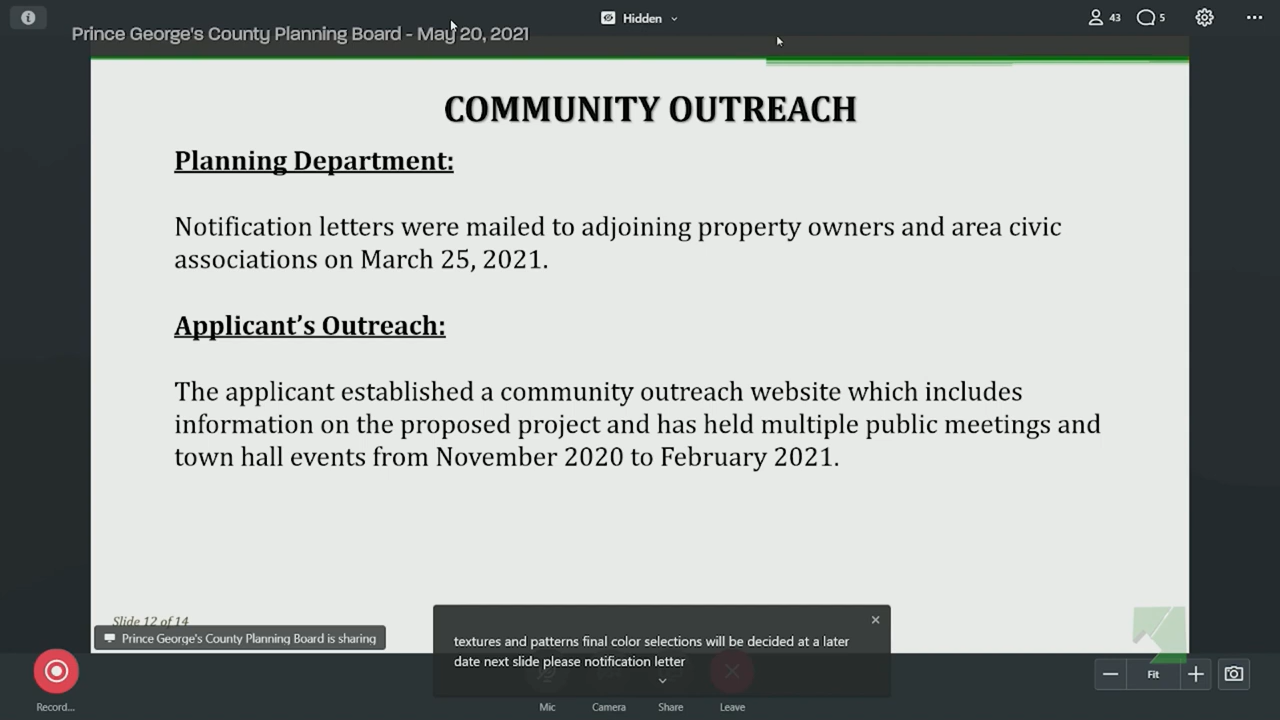 Hidden
43
5
Prince George's County Planning Board - May 20, 2021
COMMUNITY OUTREACH
Planning Department:
Notification letters were mailed to adjoining property owners and area civic
associations on March 25, 2021.
Applicant's Outreach:
The applicant established a community outreach website which includes
information on the proposed project and has held multiple public meetings and
town hall events from November 2020 to February 2021.
Slide 12 of 14
Prince George's County Planning Board is sharing
textures and patterns final color selections will be decided at a later
date next slide please notification letter
Record...
Mic
Camera
Share
Leave
Fit